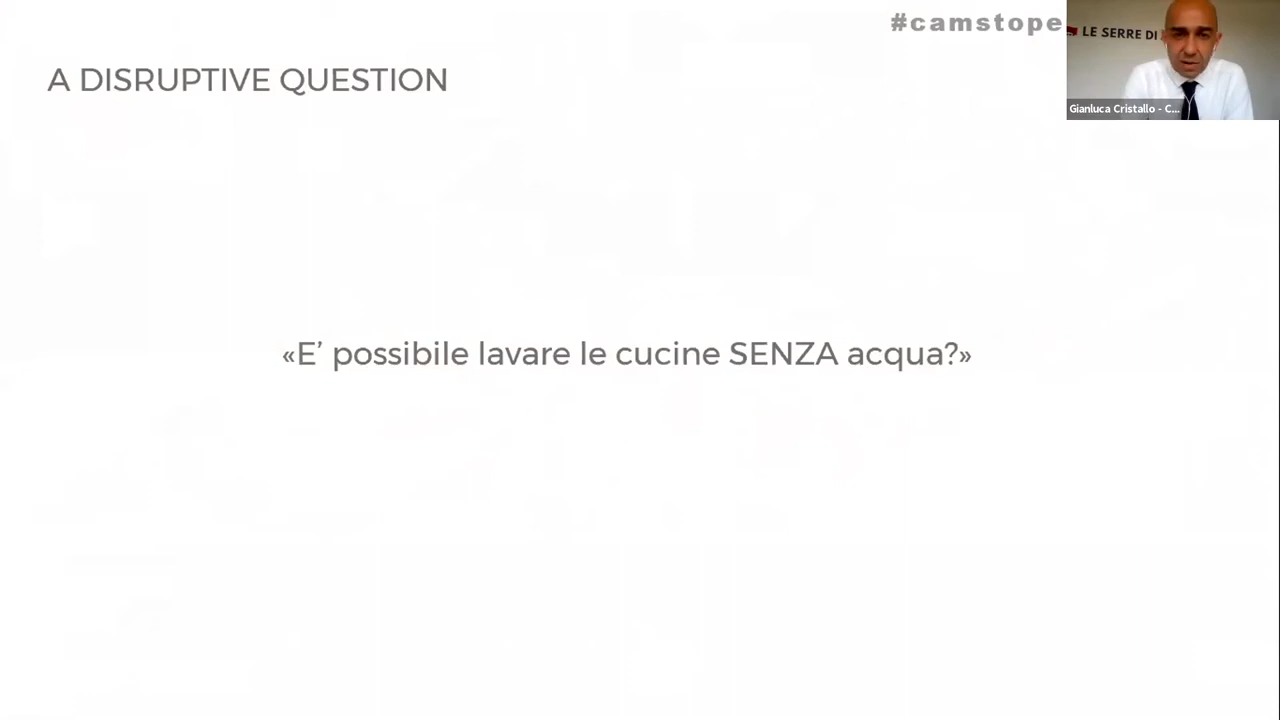 #camstope
LE SERRE DI
A DISRUPTIVE QUESTION
Gianluca Cristallo - C...
«E’ possibile lavare le cucine SENZA acqua?»